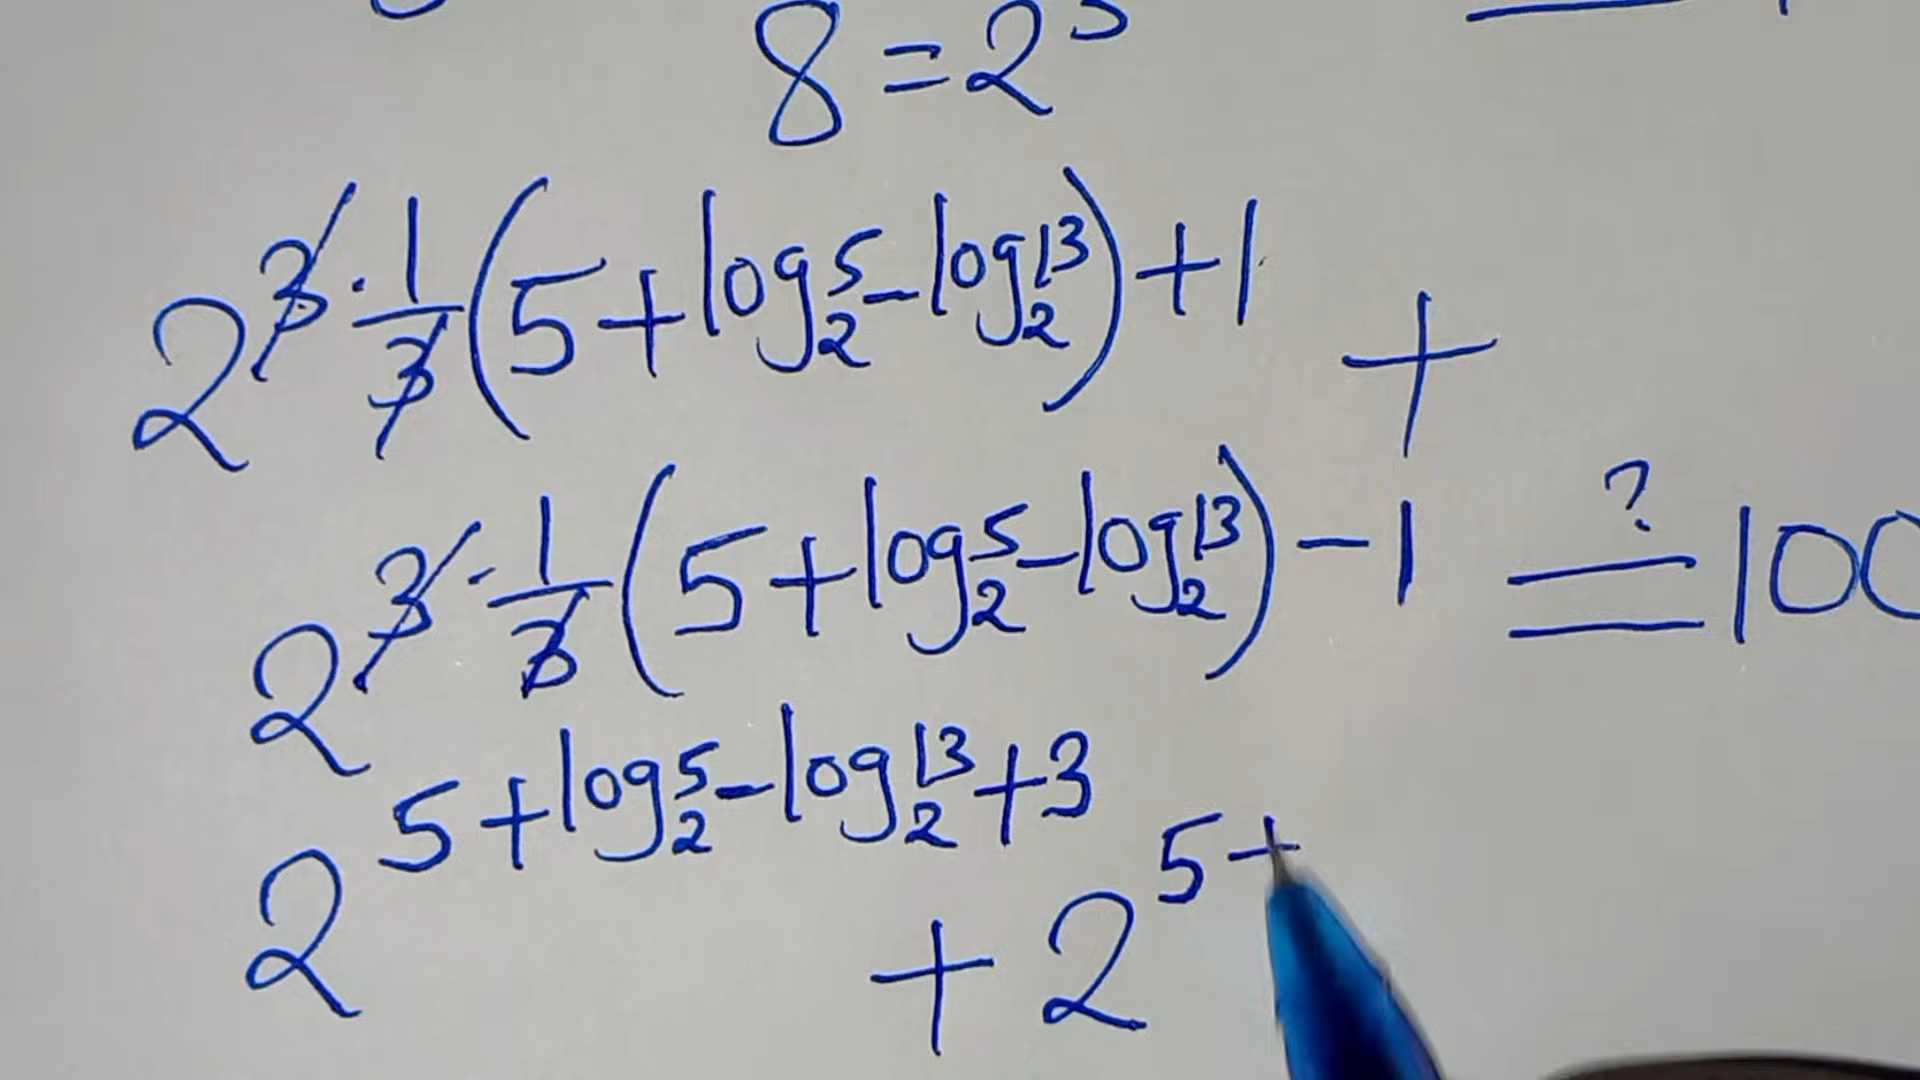 8 = 2³
2^{3·1/3(5+log₂5−log₂13)+1} +
2^{3·1/3(5+log₂5−log₂13)−1} ≟ 100
2^{5+log₂5−log₂13+3} + 2^{5+}